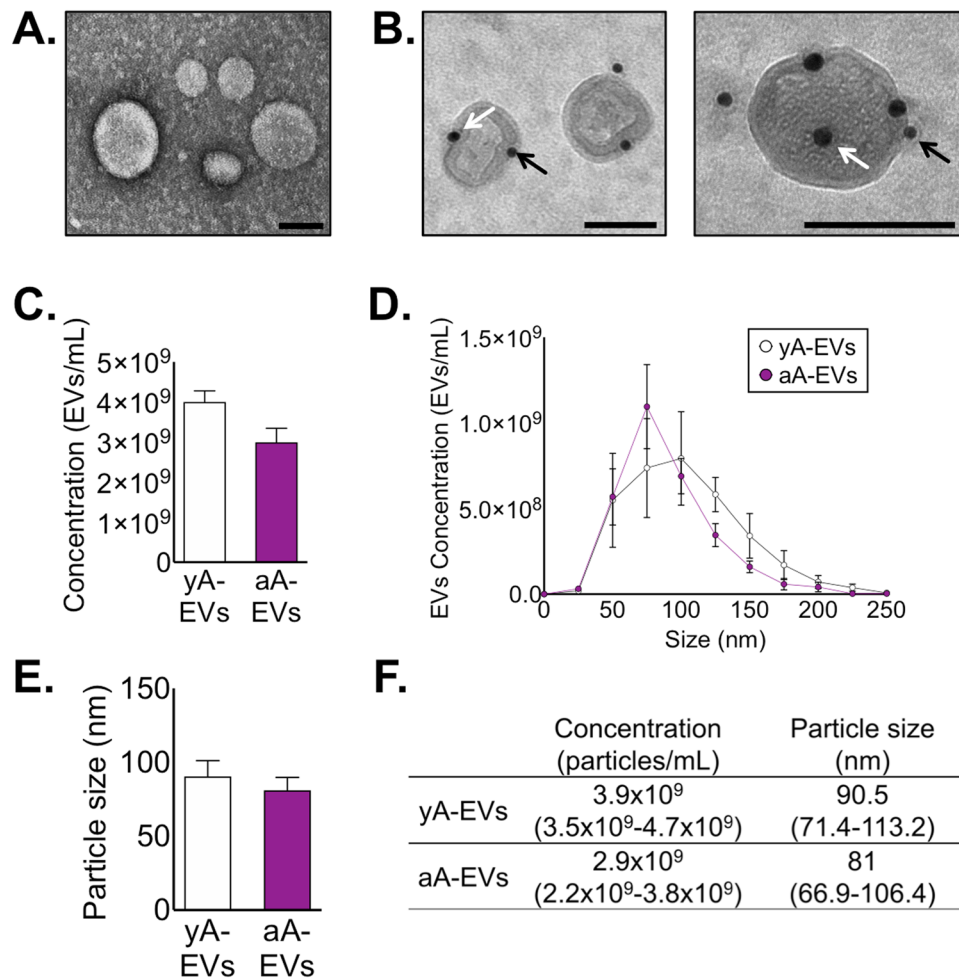 A.
B.
C.
Concentration (EVs/mL)
5×10⁹
4×10⁹
3×10⁹
2×10⁹
1×10⁹
0
yA-
EVs
aA-
EVs
D.
EVs Concentration (EVs/mL)
1.5×10⁹
1.0×10⁹
5.0×10⁸
0.0
0
50
100
150
200
250
Size (nm)
yA-EVs
aA-EVs
E.
Particle size (nm)
150
100
50
0
yA-
EVs
aA-
EVs
F.
Concentration
(particles/mL)
Particle size
(nm)
yA-EVs
3.9x10⁹
(3.5x10⁹-4.7x10⁹)
90.5
(71.4-113.2)
aA-EVs
2.9x10⁹
(2.2x10⁹-3.8x10⁹)
81
(66.9-106.4)